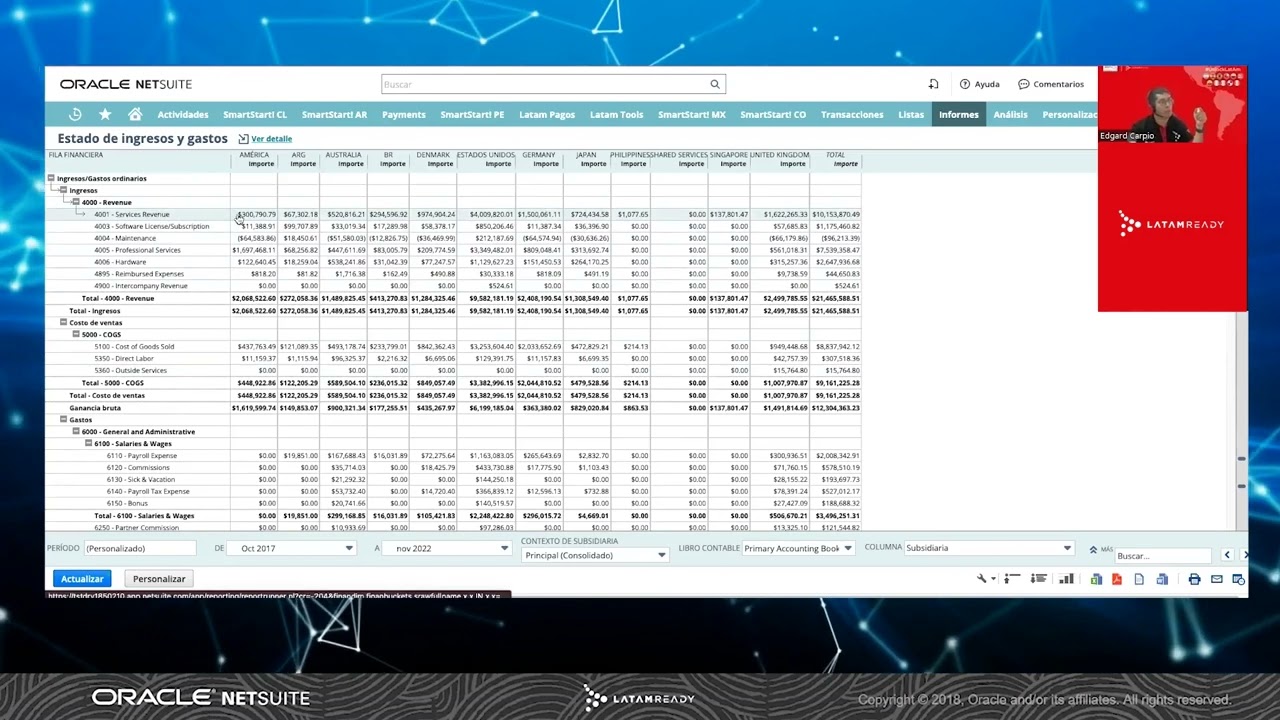 ORACLE NETSUITE
Buscar
Ayuda
Comentarios
Actividades SmartStart! CL SmartStart! AR Payments SmartStart! PE Latam Pagos Latam Tools SmartStart! MX SmartStart! CO Transacciones Listas Informes Análisis Personalizac
Edgard Carpio
LATAMREADY
Estado de ingresos y gastos Ver detalle
FILA FINANCIERA AMÉRICA ARG AUSTRALIA BR DENMARK ESTADOS UNIDOS GERMANY JAPAN PHILIPPINES SHARED SERVICES SINGAPORE UNITED KINGDOM TOTAL
Importe Importe Importe Importe Importe Importe Importe Importe Importe Importe Importe Importe Importe
Ingresos/Gastos ordinarios
Ingresos
4000 - Revenue
4001 - Services Revenue $300,790.79 $67,302.18 $520,816.21 $294,596.92 $974,904.24 $4,009,820.01 $1,500,061.11 $724,434.58 $1,077.65 $0.00 $137,801.47 $1,622,265.33 $10,153,870.49
4003 - Software License/Subscription $11,388.91 $99,707.89 $33,019.34 $17,289.98 $58,378.17 $850,206.44 $11,387.34 $36,396.90 $0.00 $0.00 $0.00 $57,685.83 $1,175,460.82
4004 - Maintenance ($64,583.86) $18,450.67 ($51,580.03) ($12,826.75) ($36,469.99) $212,187.69 ($64,574.94) ($30,636.26) $0.00 $0.00 $0.00 ($66,179.86) ($96,213.39)
4005 - Professional Services $1,697,468.11 $68,256.82 $447,611.69 $83,005.79 $209,774.59 $3,349,482.01 $809,048.41 $313,692.74 $0.00 $0.00 $0.00 $561,018.31 $7,539,358.47
4006 - Hardware $122,640.45 $18,259.04 $538,241.86 $31,042.39 $77,247.57 $1,129,627.23 $151,450.53 $264,170.25 $0.00 $0.00 $0.00 $315,257.36 $2,647,936.68
4895 - Reimbursed Expenses $818.20 $81.82 $1,716.38 $162.49 $490.88 $30,333.18 $818.09 $491.19 $0.00 $0.00 $0.00 $9,738.59 $44,650.83
4900 - Intercompany Revenue $0.00 $0.00 $0.00 $0.00 $0.00 $524.61 $0.00 $0.00 $0.00 $0.00 $0.00 $0.00 $524.61
Total - 4000 - Revenue $2,068,522.60 $272,058.36 $1,489,825.45 $413,270.83 $1,284,325.46 $9,582,181.19 $2,408,190.54 $1,308,549.40 $1,077.65 $0.00 $137,801.47 $2,499,785.55 $21,465,588.51
Total - Ingresos $2,068,522.60 $272,058.36 $1,489,825.45 $413,270.83 $1,284,325.46 $9,582,181.19 $2,408,190.54 $1,308,549.40 $1,077.65 $0.00 $137,801.47 $2,499,785.55 $21,465,588.51
Costo de ventas
5000 - COGS
5100 - Cost of Goods Sold $437,763.49 $121,089.35 $493,178.74 $233,799.01 $842,362.43 $3,253,604.40 $2,033,652.69 $472,829.21 $214.13 $0.00 $0.00 $949,448.68 $8,837,942.12
5350 - Direct Labor $11,159.37 $1,115.94 $96,325.37 $2,216.32 $6,695.06 $129,391.75 $11,157.83 $6,699.35 $0.00 $0.00 $0.00 $42,757.39 $307,518.36
5360 - Outside Services $0.00 $0.00 $0.00 $0.00 $0.00 $0.00 $0.00 $0.00 $0.00 $0.00 $0.00 $15,764.80 $15,764.80
Total - 5000 - COGS $448,922.86 $122,205.29 $589,504.10 $236,015.32 $849,057.49 $3,382,996.15 $2,044,810.52 $479,528.56 $214.13 $0.00 $0.00 $1,007,970.87 $9,161,225.28
Total - Costo de ventas $448,922.86 $122,205.29 $589,504.10 $236,015.32 $849,057.49 $3,382,996.15 $2,044,810.52 $479,528.56 $214.13 $0.00 $0.00 $1,007,970.87 $9,161,225.28
Ganancia bruta $1,619,599.74 $149,853.07 $900,321.34 $177,255.51 $435,267.97 $6,199,185.04 $363,380.02 $829,020.84 $863.53 $0.00 $137,801.47 $1,491,814.69 $12,304,363.23
Gastos
6000 - General and Administrative
6100 - Salaries & Wages
6110 - Payroll Expense $0.00 $19,851.00 $167,688.43 $16,031.89 $72,275.64 $1,163,083.05 $265,643.69 $2,832.70 $0.00 $0.00 $0.00 $300,936.51 $2,008,342.91
6120 - Commissions $0.00 $0.00 $35,714.03 $0.00 $18,425.79 $433,730.88 $17,775.90 $1,103.43 $0.00 $0.00 $0.00 $71,760.15 $578,510.19
6130 - Sick & Vacation $0.00 $0.00 $21,292.32 $0.00 $0.00 $144,250.18 $0.00 $0.00 $0.00 $0.00 $0.00 $28,155.22 $193,697.73
6140 - Payroll Tax Expense $0.00 $0.00 $53,732.40 $0.00 $14,720.40 $366,839.12 $12,596.13 $732.88 $0.00 $0.00 $0.00 $78,391.24 $527,012.17
6150 - Bonus $0.00 $0.00 $20,741.66 $0.00 $0.00 $140,519.57 $0.00 $0.00 $0.00 $0.00 $0.00 $27,427.09 $188,688.32
Total - 6100 - Salaries & Wages $0.00 $19,851.00 $299,168.85 $16,031.89 $105,421.83 $2,248,422.80 $296,015.72 $4,669.01 $0.00 $0.00 $0.00 $506,670.21 $3,496,251.31
6250 - Partner Commission $0.00 $0.00 $10,933.69 $0.00 $0.00 $97,286.03 $0.00 $0.00 $0.00 $0.00 $0.00 $13,325.10 $121,544.82
PERÍODO (Personalizado) DE Oct 2017 A nov 2022 CONTEXTO DE SUBSIDIARIA Principal (Consolidado) LIBRO CONTABLE Primary Accounting Book COLUMNA Subsidiaria MÁS Buscar...
Actualizar Personalizar
ORACLE NETSUITE
LATAMREADY
Copyright © 2018, Oracle and/or its affiliates. All rights reserved.